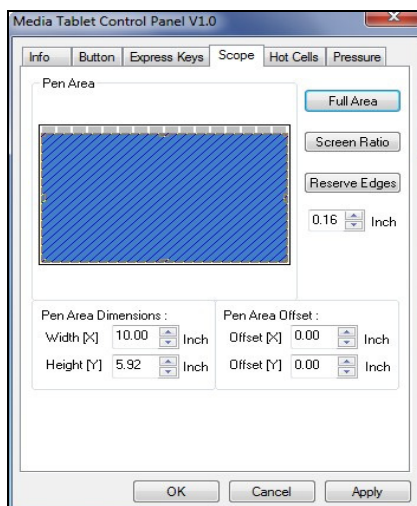 Media Tablet Control Panel V1.0
Info Button Express Keys Scope Hot Cells Pressure
Pen Area
Full Area
Screen Ratio
Reserve Edges
0.16 Inch
Pen Area Dimensions : Pen Area Offset :
Width [X] 10.00 Inch Offset [X] 0.00 Inch
Height [Y] 5.92 Inch Offset [Y] 0.00 Inch
OK Cancel Apply